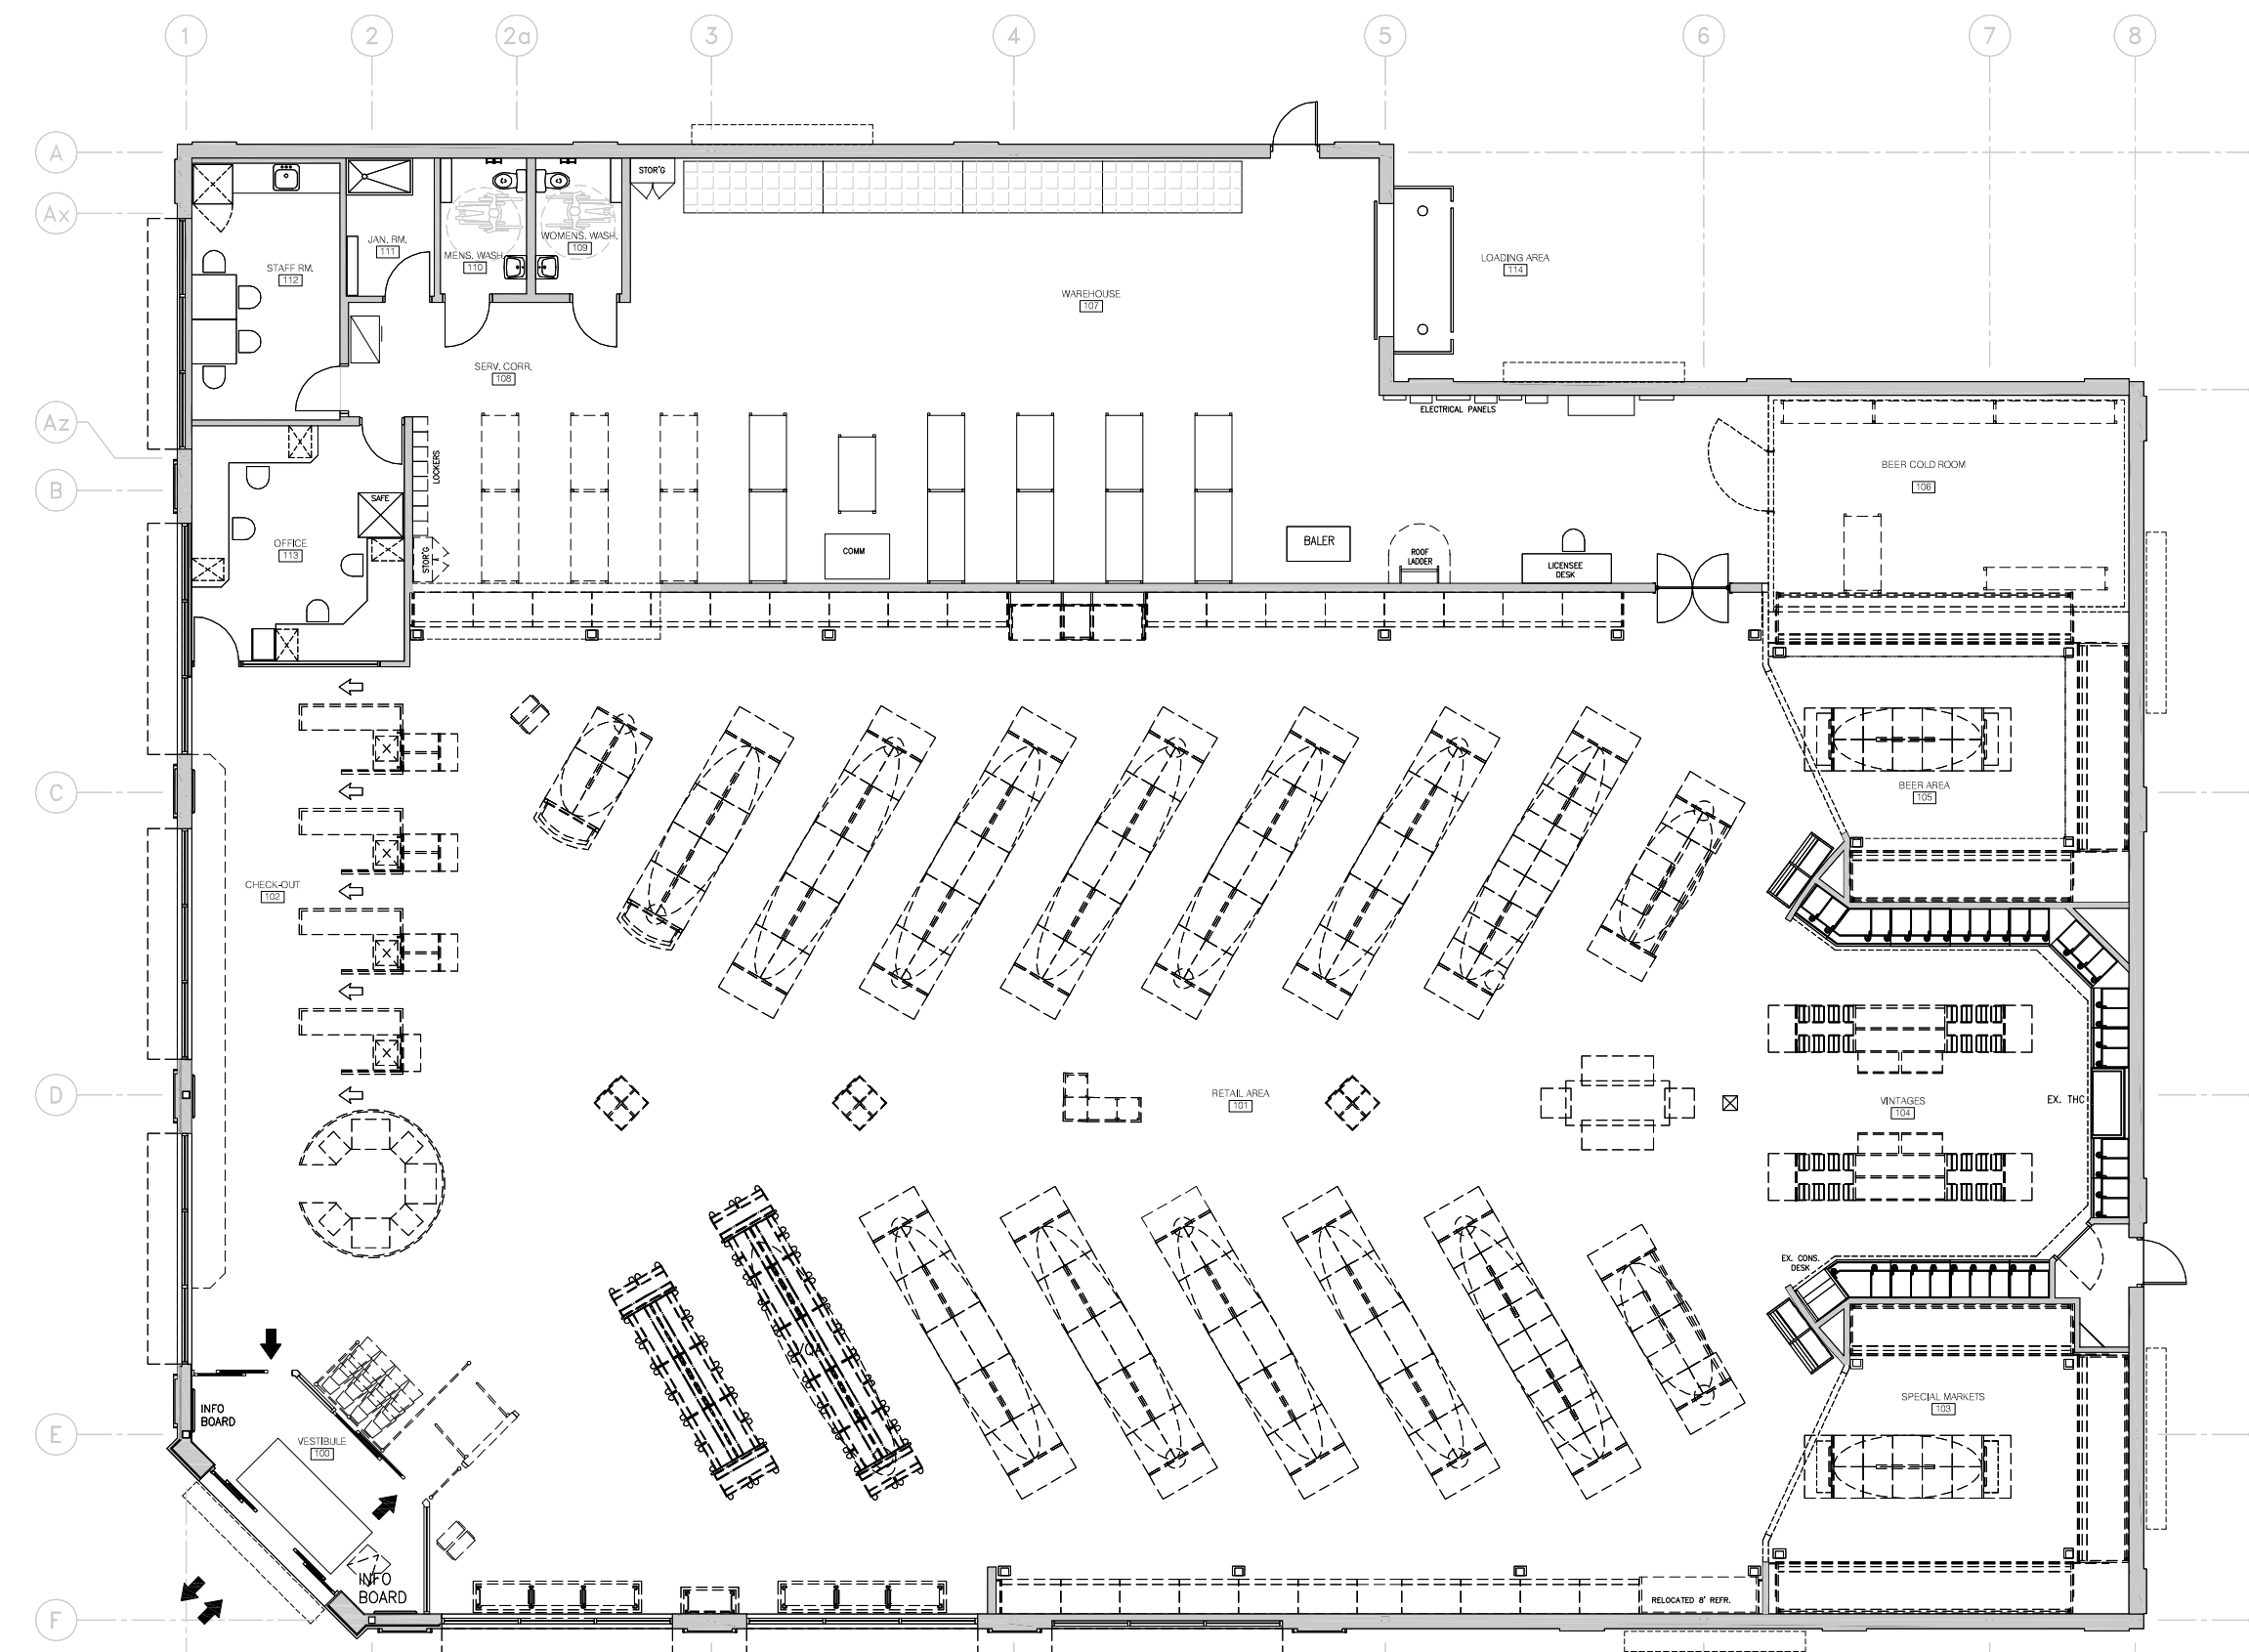 1
2
2a
3
4
5
6
7
8
A
Ax
Az
B
C
D
E
F
STOR'G
STAFF RM.
112
JAN. RM.
111
MENS. WASH.
110
WOMENS. WASH.
109
WAREHOUSE
107
LOADING AREA
114
SERV. CORR.
108
ELECTRICAL PANELS
LOCKERS
STOR'G
SAFE
OFFICE
113
COMM
BALER
ROOF
LADDER
LICENSEE
DESK
BEER COLD ROOM
106
BEER AREA
105
CHECK-OUT
102
RETAIL AREA
101
VINTAGES
104
EX. THC
EX. CONS.
DESK
SPECIAL MARKETS
103
INFO
BOARD
VESTIBULE
100
INFO
BOARD
RELOCATED 8' REFR.